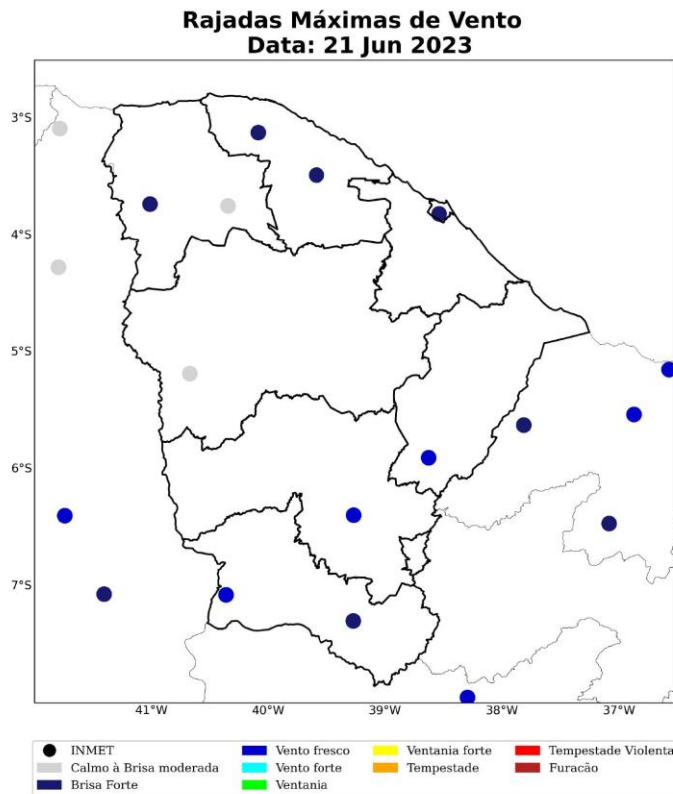 Rajadas Máximas de Vento
Data: 21 Jun 2023
3°S
4°S
5°S
6°S
7°S
41°W 40°W 39°W 38°W 37°W
INMET Vento fresco Ventania forte Tempestade Violenta
Calmo à Brisa moderada Vento forte Tempestade Furacão
Brisa Forte Ventania